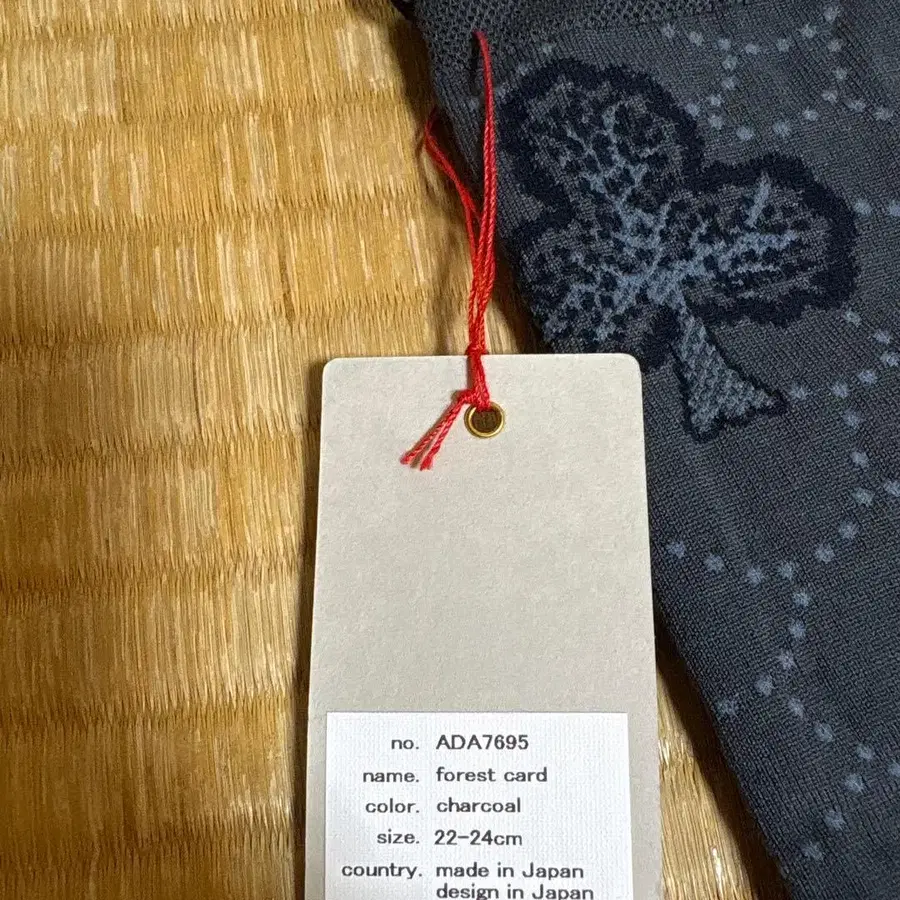 no. ADA7695
name. forest card
color. charcoal
size. 22-24cm
country. made in Japan
design in Japan